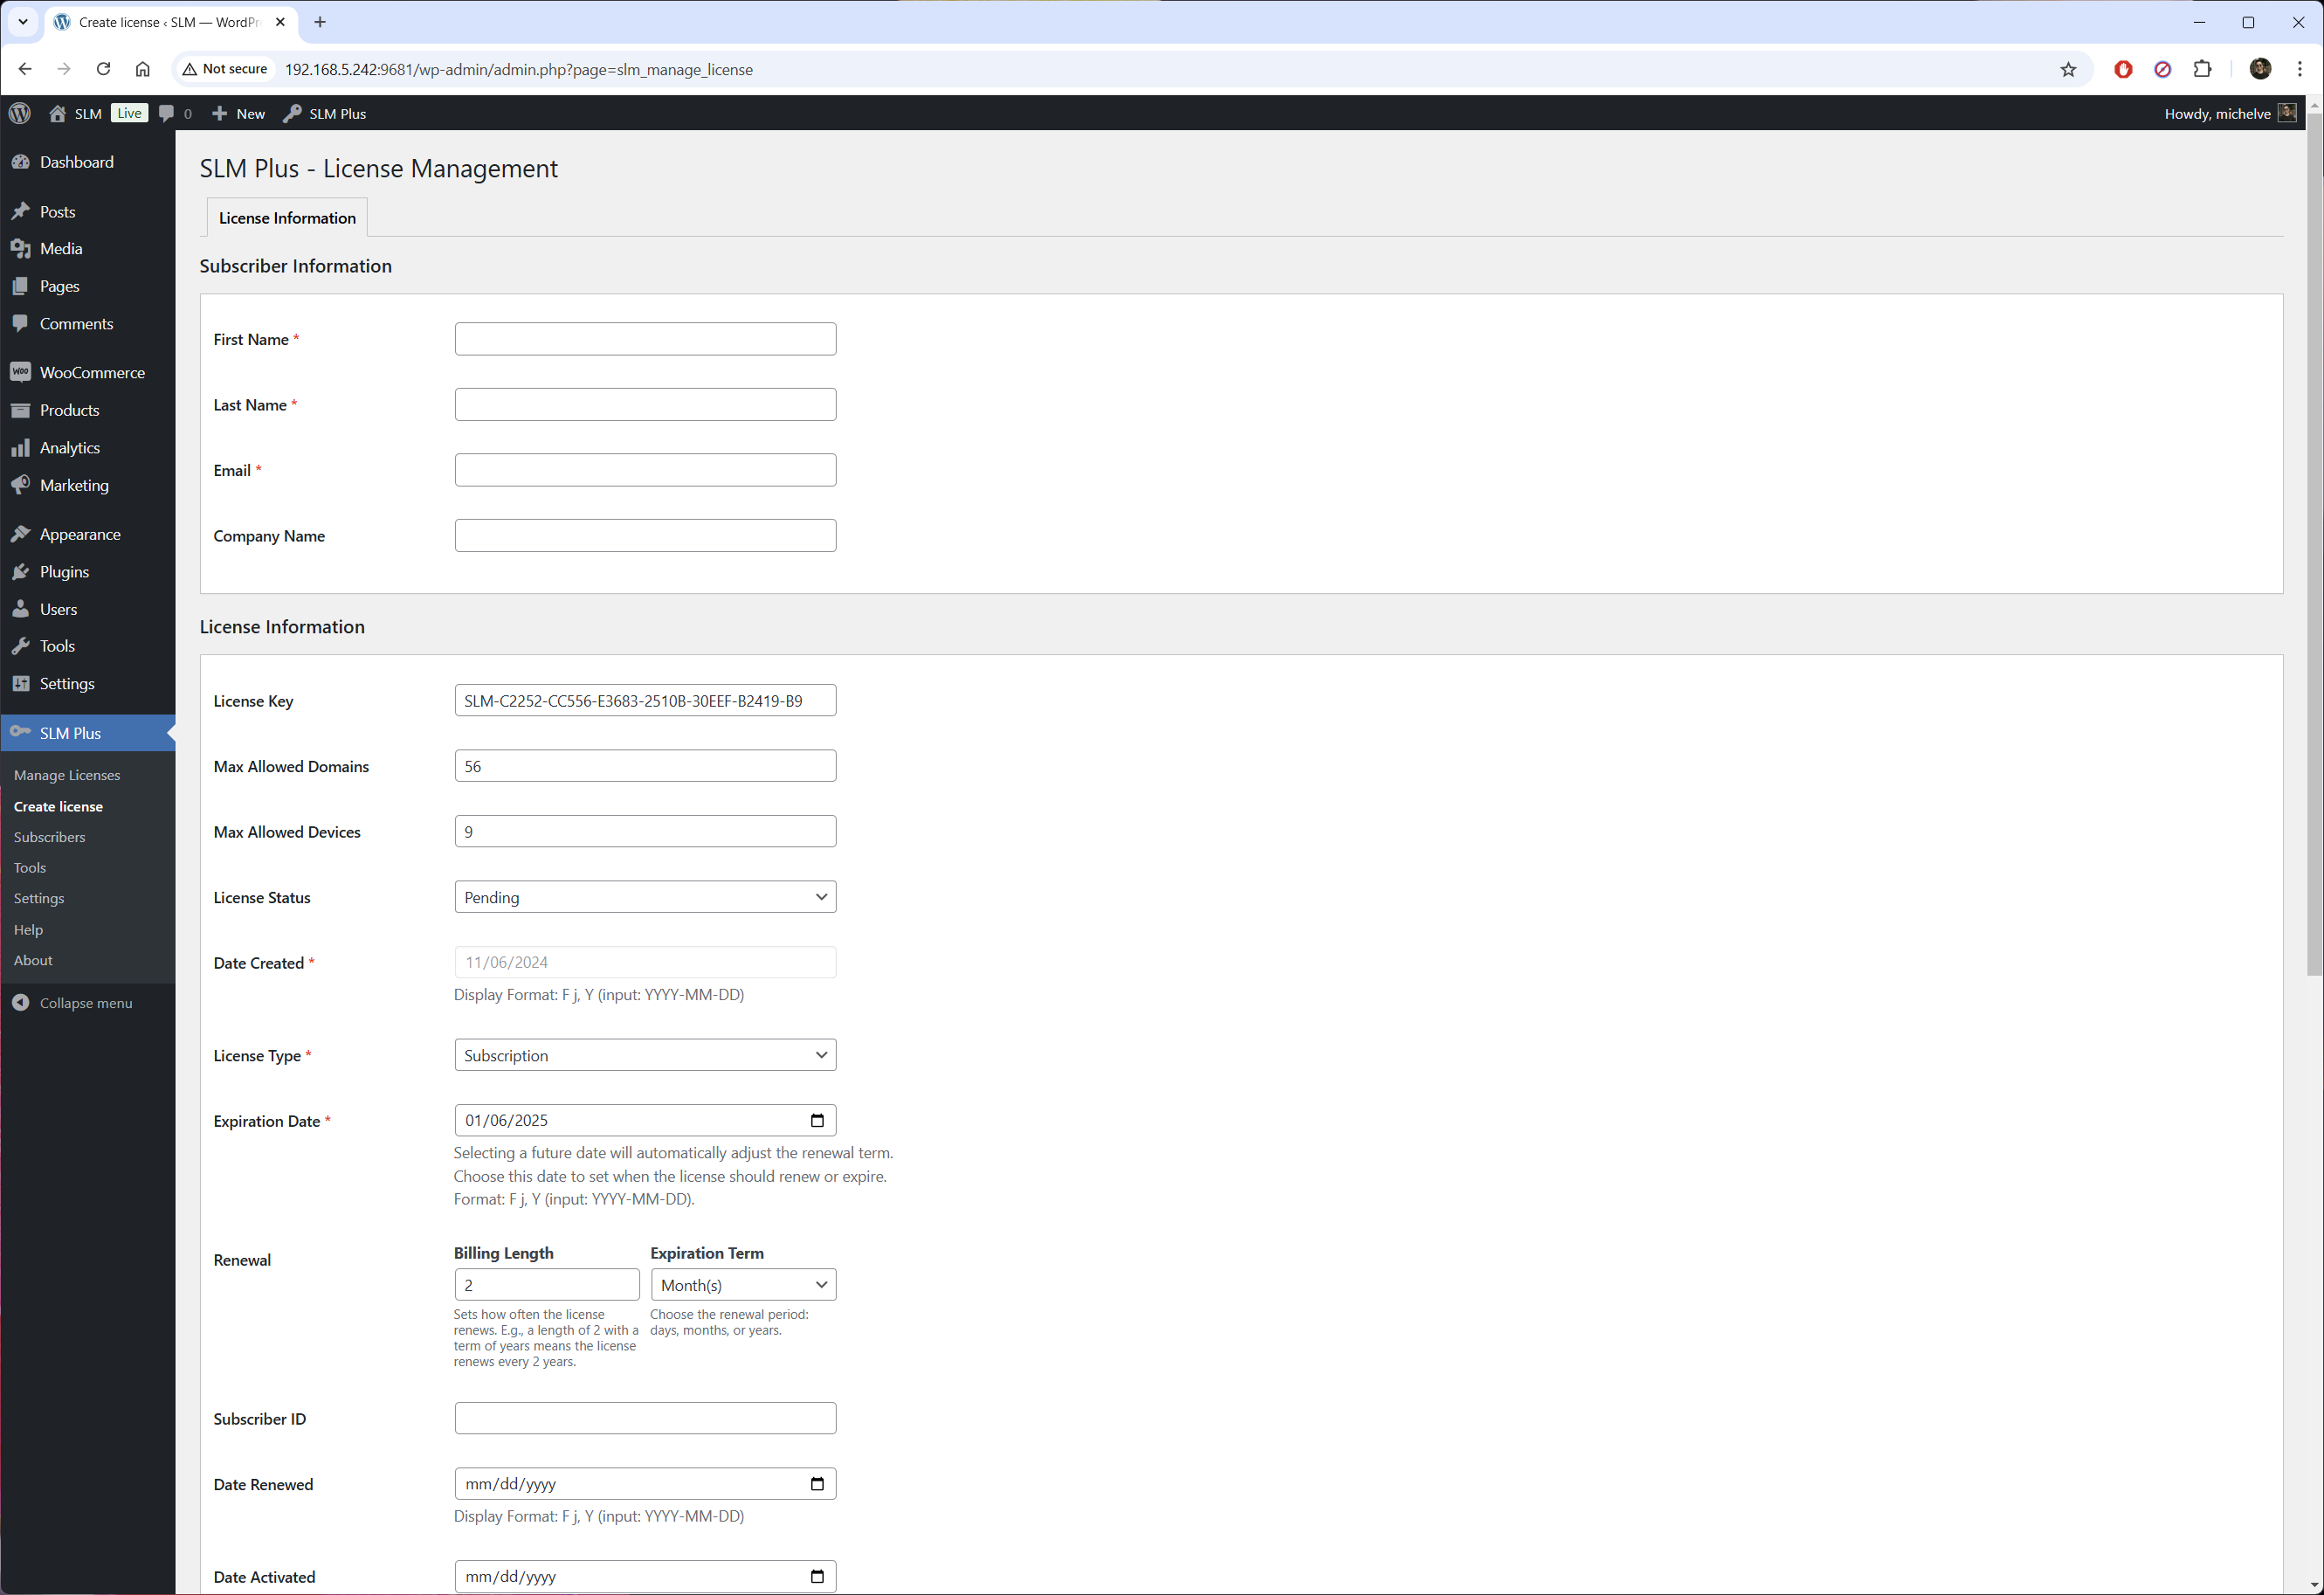 Create license ‹ SLM — WordPr
Not secure
192.168.5.242:9681/wp-admin/admin.php?page=slm_manage_license
SLM
Live
0
New
SLM Plus
Howdy, michelve
Dashboard
Posts
Media
Pages
Comments
WooCommerce
Products
Analytics
Marketing
Appearance
Plugins
Users
Tools
Settings
SLM Plus
Manage Licenses
Create license
Subscribers
Tools
Settings
Help
About
Collapse menu
SLM Plus - License Management
License Information
Subscriber Information
First Name *
Last Name *
Email *
Company Name
License Information
License Key
SLM-C2252-CC556-E3683-2510B-30EEF-B2419-B9
Max Allowed Domains
56
Max Allowed Devices
9
License Status
Pending
Date Created *
11/06/2024
Display Format: F j, Y (input: YYYY-MM-DD)
License Type *
Subscription
Expiration Date *
01/06/2025
Selecting a future date will automatically adjust the renewal term.
Choose this date to set when the license should renew or expire.
Format: F j, Y (input: YYYY-MM-DD).
Renewal
Billing Length
2
Sets how often the license
renews. E.g., a length of 2 with a
term of years means the license
renews every 2 years.
Expiration Term
Month(s)
Choose the renewal period:
days, months, or years.
Subscriber ID
Date Renewed
mm/dd/yyyy
Display Format: F j, Y (input: YYYY-MM-DD)
Date Activated
mm/dd/yyyy